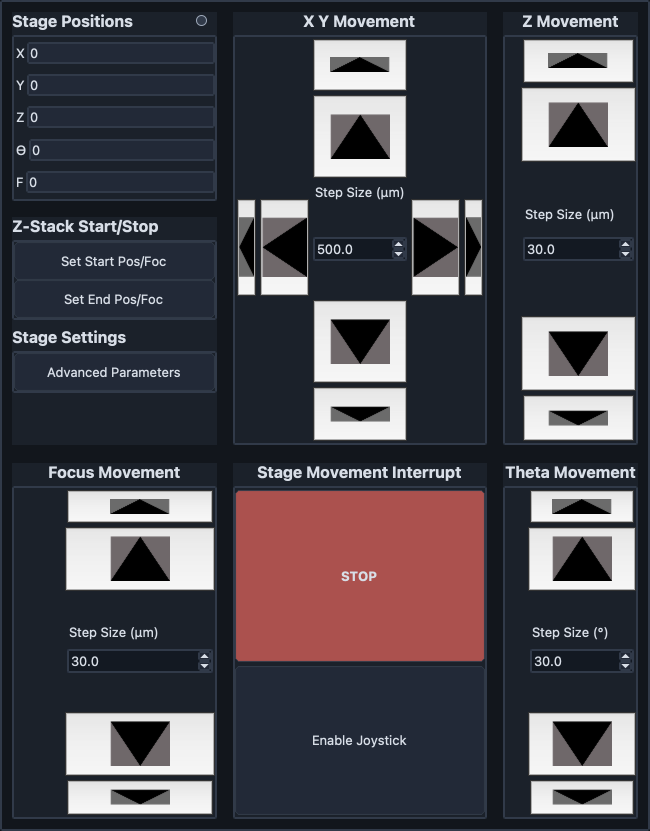 Stage Positions
X 0
Y 0
Z 0
Ɵ 0
F 0
Z-Stack Start/Stop
Set Start Pos/Foc
Set End Pos/Foc
Stage Settings
Advanced Parameters
X Y Movement
Step Size (µm)
500.0
Z Movement
Step Size (µm)
30.0
Focus Movement
Step Size (µm)
30.0
Stage Movement Interrupt
STOP
Enable Joystick
Theta Movement
Step Size (°)
30.0